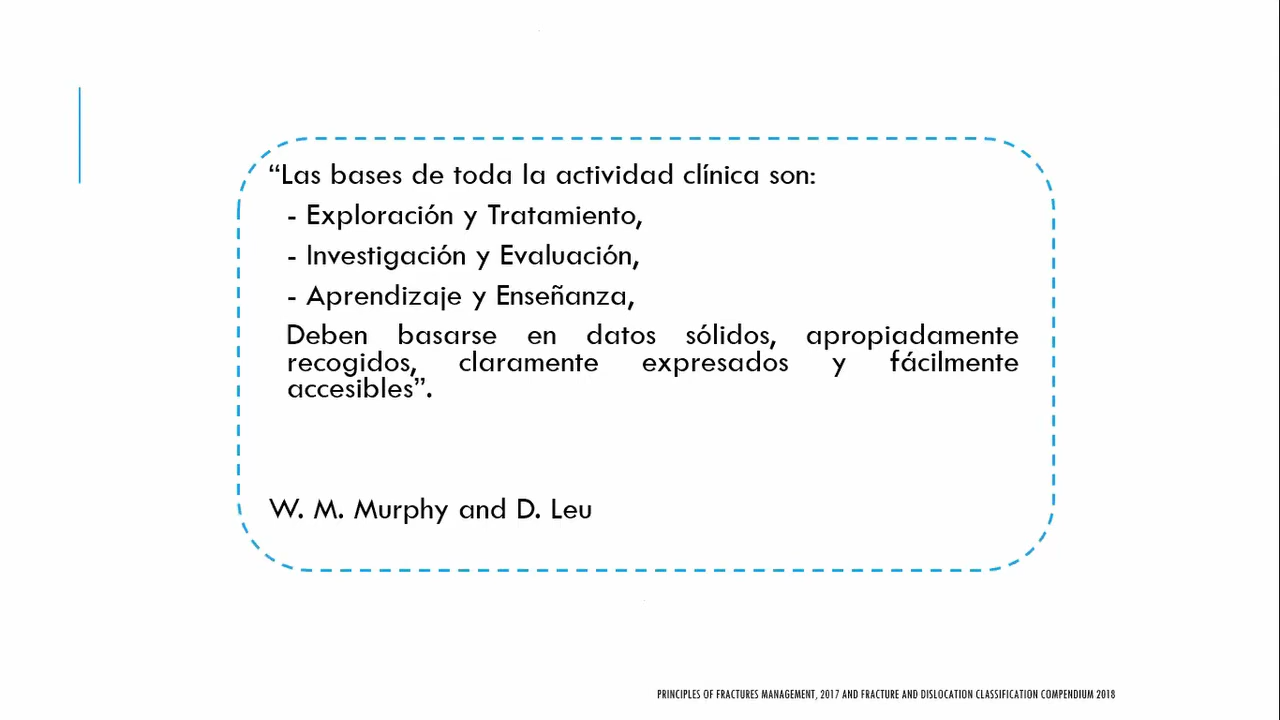 “Las bases de toda la actividad clínica son:
- Exploración y Tratamiento,
- Investigación y Evaluación,
- Aprendizaje y Enseñanza,
Deben basarse en datos sólidos, apropiadamente
recogidos, claramente expresados y fácilmente
accesibles”.
W. M. Murphy and D. Leu
PRINCIPLES OF FRACTURES MANAGEMENT, 2017 AND FRACTURE AND DISLOCATION CLASSIFICATION COMPENDIUM 2018